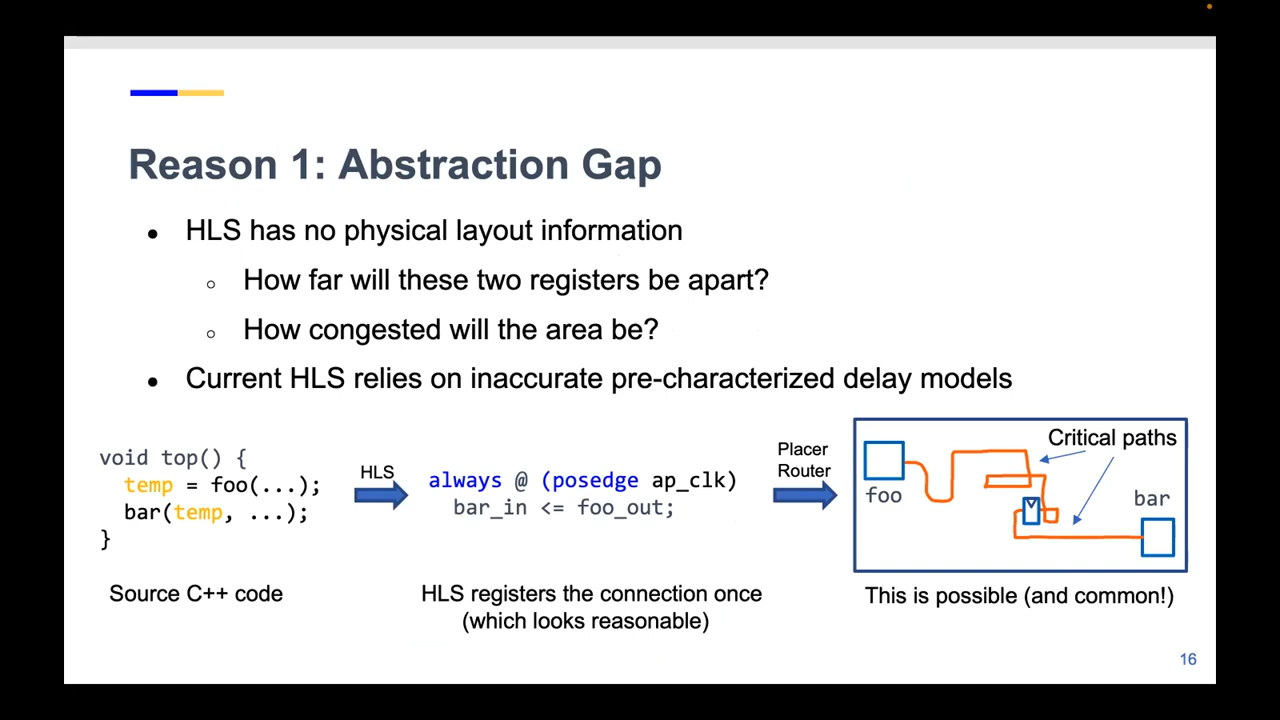 Reason 1: Abstraction Gap
● HLS has no physical layout information
○ How far will these two registers be apart?
○ How congested will the area be?
● Current HLS relies on inaccurate pre-characterized delay models
void top() {
temp = foo(...);
bar(temp, ...);
}
Source C++ code
HLS
always @ (posedge ap_clk)
bar_in <= foo_out;
HLS registers the connection once
(which looks reasonable)
Placer
Router
Critical paths
foo
bar
This is possible (and common!)
16